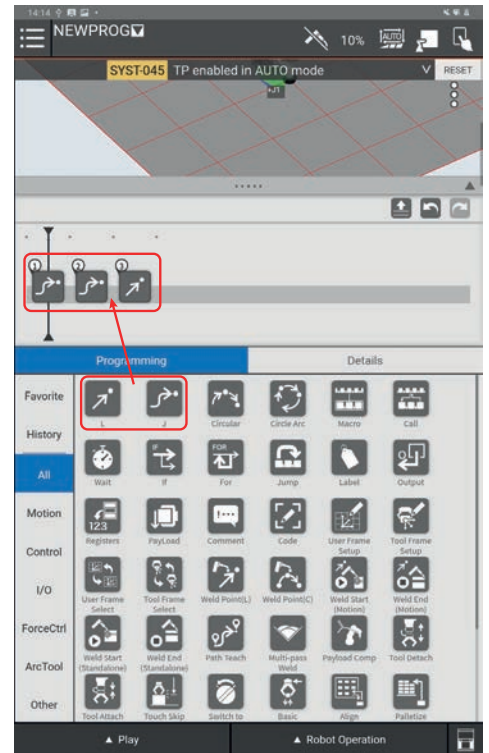 14:14
NEWPROG
10%
AUTO
SYST-045 TP enabled in AUTO mode
RESET
+J1
1 2 3
Programming Details
Favorite
History
All
Motion
Control
I/O
ForceCtrl
ArcTool
Other
L J Circular Circle Arc Macro Call
IF FOR
Wait If For Jump Label Output
123
Registers PayLoad Comment Code User Frame Setup Tool Frame Setup
User Frame Select Tool Frame Select Weld Point(L) Weld Point(C) Weld Start (Motion) Weld End (Motion)
Weld Start (Standalone) Weld End (Standalone) Path Teach Multi-pass Weld Payload Comp Tool Detach
Tool Attach Touch Skip Switch to Basic Align Palletize
Play Robot Operation